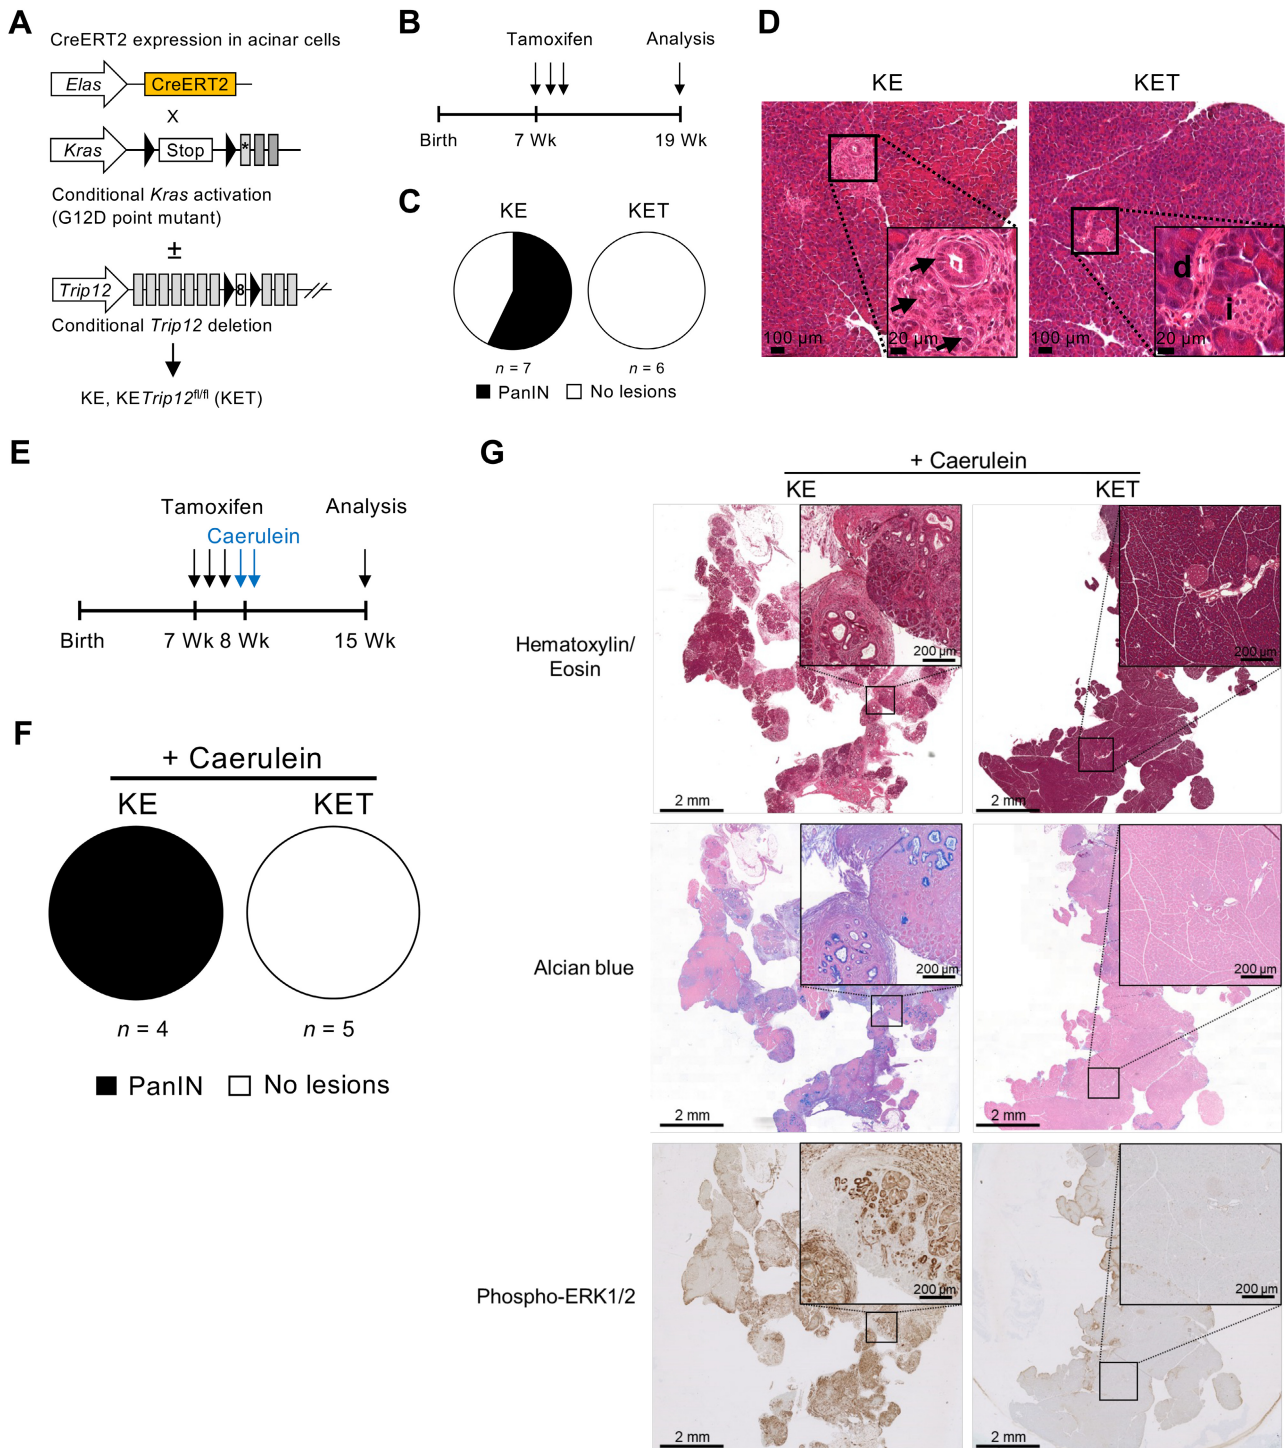 A
CreERT2 expression in acinar cells
Elas
CreERT2
X
Kras
Stop
*
Conditional Kras activation
(G12D point mutant)
±
Trip12
8
Conditional Trip12 deletion
KE, KETrip12fl/fl (KET)
B
Tamoxifen
Analysis
Birth
7 Wk
19 Wk
C
KE
KET
n = 7
n = 6
PanIN
No lesions
D
KE
KET
100 µm
20 µm
d
i
100 µm
20 µm
E
Tamoxifen
Analysis
Caerulein
Birth
7 Wk
8 Wk
15 Wk
F
+ Caerulein
KE
KET
n = 4
n = 5
PanIN
No lesions
G
+ Caerulein
KE
KET
Hematoxylin/
Eosin
200 µm
2 mm
200 µm
2 mm
Alcian blue
200 µm
2 mm
200 µm
2 mm
Phospho-ERK1/2
200 µm
2 mm
200 µm
2 mm